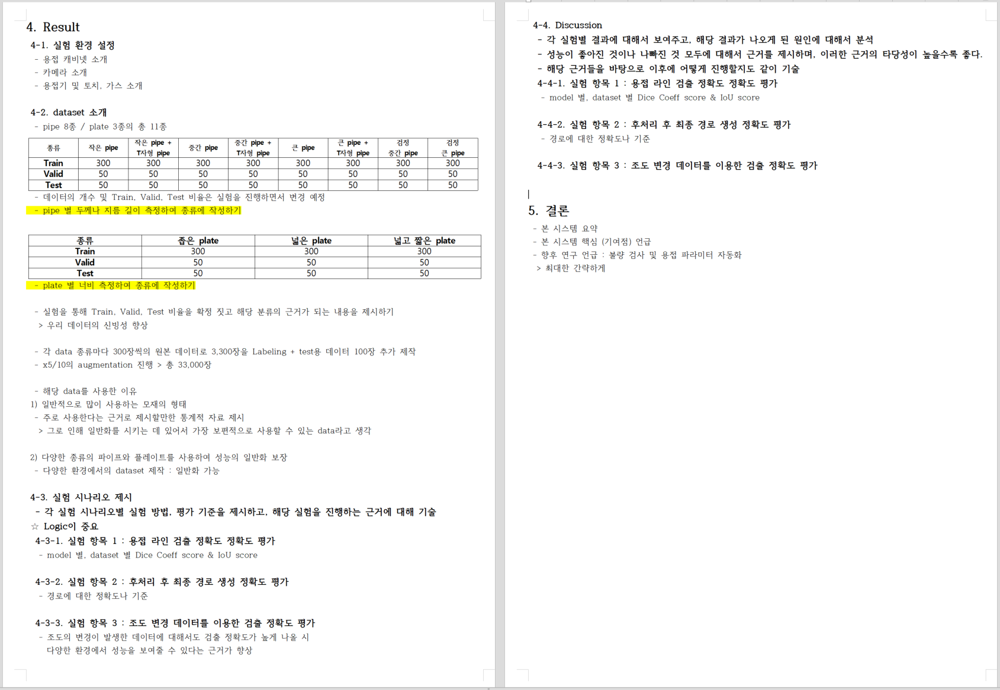 4. Result
4-1. 실험 환경 설정
- 용접 캐비넷 소개
- 카메라 소개
- 용접기 및 토치, 가스 소개
4-2. dataset 소개
- pipe 8종 / plate 3종의 총 11종
종류 작은 pipe 작은 pipe + T자형 pipe 중간 pipe 중간 pipe + T자형 pipe 큰 pipe 큰 pipe + T자형 pipe 검정 중간 pipe 검정 큰 pipe
Train 300 300 300 300 300 300 300 300
Valid 50 50 50 50 50 50 50 50
Test 50 50 50 50 50 50 50 50
- 데이터의 개수 및 Train, Valid, Test 비율은 실험을 진행하면서 변경 예정
- pipe 별 두께나 지름 길이 측정하여 종류에 작성하기
종류 좁은 plate 넓은 plate 넓고 짧은 plate
Train 300 300 300
Valid 50 50 50
Test 50 50 50
- plate 별 너비 측정하여 종류에 작성하기
- 실험을 통해 Train, Valid, Test 비율을 확정 짓고 해당 분류의 근거가 되는 내용을 제시하기
> 우리 데이터의 신빙성 향상
- 각 data 종류마다 300장씩의 원본 데이터로 3,300장을 Labeling + test용 데이터 100장 추가 제작
- x5/10의 augmentation 진행 > 총 33,000장
- 해당 data를 사용한 이유
1) 일반적으로 많이 사용하는 모재의 형태
- 주로 사용한다는 근거로 제시할만한 통계적 자료 제시
> 그로 인해 일반화를 시키는 데 있어서 가장 보편적으로 사용할 수 있는 data라고 생각
2) 다양한 종류의 파이프와 플레이트를 사용하여 성능의 일반화 보장
- 다양한 환경에서의 dataset 제작 : 일반화 가능
4-3. 실험 시나리오 제시
- 각 실험 시나리오별 실험 방법, 평가 기준을 제시하고, 해당 실험을 진행하는 근거에 대해 기술
☆ Logic이 중요
4-3-1. 실험 항목 1 : 용접 라인 검출 정확도 정확도 평가
- model 별, dataset 별 Dice Coeff score & IoU score
4-3-2. 실험 항목 2 : 후처리 후 최종 경로 생성 정확도 평가
- 경로에 대한 정확도나 기준
4-3-3. 실험 항목 3 : 조도 변경 데이터를 이용한 검출 정확도 평가
- 조도의 변경이 발생한 데이터에 대해서도 검출 정확도가 높게 나올 시
다양한 환경에서 성능을 보여줄 수 있다는 근거가 향상
4-4. Discussion
- 각 실험별 결과에 대해서 보여주고, 해당 결과가 나오게 된 원인에 대해서 분석
- 성능이 좋아진 것이나 나빠진 것 모두에 대해서 근거를 제시하며, 이러한 근거의 타당성이 높을수록 좋다.
- 해당 근거들을 바탕으로 이후에 어떻게 진행할지도 같이 기술
4-4-1. 실험 항목 1 : 용접 라인 검출 정확도 정확도 평가
- model 별, dataset 별 Dice Coeff score & IoU score
4-4-2. 실험 항목 2 : 후처리 후 최종 경로 생성 정확도 평가
- 경로에 대한 정확도나 기준
4-4-3. 실험 항목 3 : 조도 변경 데이터를 이용한 검출 정확도 평가
5. 결론
- 본 시스템 요약
- 본 시스템 핵심 (기여점) 언급
- 향후 연구 언급 : 불량 검사 및 용접 파라미터 자동화
> 최대한 간략하게